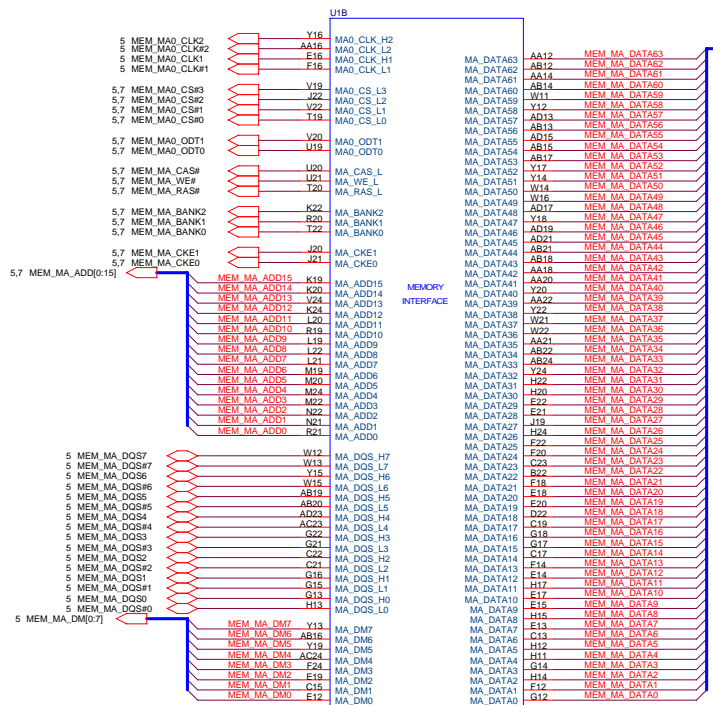 U1B
5 MEM_MA0_CLK2 Y16 MA0_CLK_H2
5 MEM_MA0_CLK#2 AA16 MA0_CLK_L2
5 MEM_MA0_CLK1 E16 MA0_CLK_H1
5 MEM_MA0_CLK#1 F16 MA0_CLK_L1
5,7 MEM_MA0_CS#3 V19 MA0_CS_L3
5,7 MEM_MA0_CS#2 J22 MA0_CS_L2
5,7 MEM_MA0_CS#1 V22 MA0_CS_L1
5,7 MEM_MA0_CS#0 T19 MA0_CS_L0
5,7 MEM_MA0_ODT1 V20 MA0_ODT1
5,7 MEM_MA0_ODT0 U19 MA0_ODT0
5,7 MEM_MA_CAS# U20 MA_CAS_L
5,7 MEM_MA_WE# U21 MA_WE_L
5,7 MEM_MA_RAS# T20 MA_RAS_L
5,7 MEM_MA_BANK2 K22 MA_BANK2
5,7 MEM_MA_BANK1 R20 MA_BANK1
5,7 MEM_MA_BANK0 T22 MA_BANK0
5,7 MEM_MA_CKE1 J20 MA_CKE1
5,7 MEM_MA_CKE0 J21 MA_CKE0
5,7 MEM_MA_ADD[0:15]
MEM_MA_ADD15 K19 MA_ADD15
MEM_MA_ADD14 K20 MA_ADD14
MEM_MA_ADD13 V24 MA_ADD13
MEM_MA_ADD12 K24 MA_ADD12
MEM_MA_ADD11 L20 MA_ADD11
MEM_MA_ADD10 R19 MA_ADD10
MEM_MA_ADD9 L19 MA_ADD9
MEM_MA_ADD8 L22 MA_ADD8
MEM_MA_ADD7 L21 MA_ADD7
MEM_MA_ADD6 M19 MA_ADD6
MEM_MA_ADD5 M20 MA_ADD5
MEM_MA_ADD4 M24 MA_ADD4
MEM_MA_ADD3 M22 MA_ADD3
MEM_MA_ADD2 N22 MA_ADD2
MEM_MA_ADD1 N21 MA_ADD1
MEM_MA_ADD0 R21 MA_ADD0
5 MEM_MA_DQS7 W12 MA_DQS_H7
5 MEM_MA_DQS#7 W13 MA_DQS_L7
5 MEM_MA_DQS6 Y15 MA_DQS_H6
5 MEM_MA_DQS#6 W15 MA_DQS_L6
5 MEM_MA_DQS5 AB19 MA_DQS_H5
5 MEM_MA_DQS#5 AB20 MA_DQS_L5
5 MEM_MA_DQS4 AD23 MA_DQS_H4
5 MEM_MA_DQS#4 AC23 MA_DQS_L4
5 MEM_MA_DQS3 G22 MA_DQS_H3
5 MEM_MA_DQS#3 G21 MA_DQS_L3
5 MEM_MA_DQS2 C22 MA_DQS_H2
5 MEM_MA_DQS#2 C21 MA_DQS_L2
5 MEM_MA_DQS1 G16 MA_DQS_H1
5 MEM_MA_DQS#1 G15 MA_DQS_L1
5 MEM_MA_DQS0 G13 MA_DQS_H0
5 MEM_MA_DQS#0 H13 MA_DQS_L0
5 MEM_MA_DM[0:7]
MEM_MA_DM7 Y13 MA_DM7
MEM_MA_DM6 AB16 MA_DM6
MEM_MA_DM5 Y19 MA_DM5
MEM_MA_DM4 AC24 MA_DM4
MEM_MA_DM3 F24 MA_DM3
MEM_MA_DM2 E19 MA_DM2
MEM_MA_DM1 C15 MA_DM1
MEM_MA_DM0 E12 MA_DM0
MEMORY
INTERFACE
MA_DATA63 AA12 MEM_MA_DATA63
MA_DATA62 AB12 MEM_MA_DATA62
MA_DATA61 AA14 MEM_MA_DATA61
MA_DATA60 AB14 MEM_MA_DATA60
MA_DATA59 W11 MEM_MA_DATA59
MA_DATA58 Y12 MEM_MA_DATA58
MA_DATA57 AD13 MEM_MA_DATA57
MA_DATA56 AB13 MEM_MA_DATA56
MA_DATA55 AD15 MEM_MA_DATA55
MA_DATA54 AB15 MEM_MA_DATA54
MA_DATA53 AB17 MEM_MA_DATA53
MA_DATA52 Y17 MEM_MA_DATA52
MA_DATA51 Y14 MEM_MA_DATA51
MA_DATA50 W14 MEM_MA_DATA50
MA_DATA49 W16 MEM_MA_DATA49
MA_DATA48 AD17 MEM_MA_DATA48
MA_DATA47 Y18 MEM_MA_DATA47
MA_DATA46 AD19 MEM_MA_DATA46
MA_DATA45 AD21 MEM_MA_DATA45
MA_DATA44 AB21 MEM_MA_DATA44
MA_DATA43 AB18 MEM_MA_DATA43
MA_DATA42 AA18 MEM_MA_DATA42
MA_DATA41 AA20 MEM_MA_DATA41
MA_DATA40 Y20 MEM_MA_DATA40
MA_DATA39 AA22 MEM_MA_DATA39
MA_DATA38 Y22 MEM_MA_DATA38
MA_DATA37 W21 MEM_MA_DATA37
MA_DATA36 W22 MEM_MA_DATA36
MA_DATA35 AA21 MEM_MA_DATA35
MA_DATA34 AB22 MEM_MA_DATA34
MA_DATA33 AB24 MEM_MA_DATA33
MA_DATA32 Y24 MEM_MA_DATA32
MA_DATA31 H22 MEM_MA_DATA31
MA_DATA30 H20 MEM_MA_DATA30
MA_DATA29 E22 MEM_MA_DATA29
MA_DATA28 E21 MEM_MA_DATA28
MA_DATA27 J19 MEM_MA_DATA27
MA_DATA26 H24 MEM_MA_DATA26
MA_DATA25 F22 MEM_MA_DATA25
MA_DATA24 F20 MEM_MA_DATA24
MA_DATA23 C23 MEM_MA_DATA23
MA_DATA22 B22 MEM_MA_DATA22
MA_DATA21 F18 MEM_MA_DATA21
MA_DATA20 E18 MEM_MA_DATA20
MA_DATA19 E20 MEM_MA_DATA19
MA_DATA18 D22 MEM_MA_DATA18
MA_DATA17 C19 MEM_MA_DATA17
MA_DATA16 G18 MEM_MA_DATA16
MA_DATA15 G17 MEM_MA_DATA15
MA_DATA14 C17 MEM_MA_DATA14
MA_DATA13 F14 MEM_MA_DATA13
MA_DATA12 E14 MEM_MA_DATA12
MA_DATA11 H17 MEM_MA_DATA11
MA_DATA10 E17 MEM_MA_DATA10
MA_DATA9 E15 MEM_MA_DATA9
MA_DATA8 H15 MEM_MA_DATA8
MA_DATA7 E13 MEM_MA_DATA7
MA_DATA6 C13 MEM_MA_DATA6
MA_DATA5 H12 MEM_MA_DATA5
MA_DATA4 H11 MEM_MA_DATA4
MA_DATA3 G14 MEM_MA_DATA3
MA_DATA2 H14 MEM_MA_DATA2
MA_DATA1 F12 MEM_MA_DATA1
MA_DATA0 G12 MEM_MA_DATA0